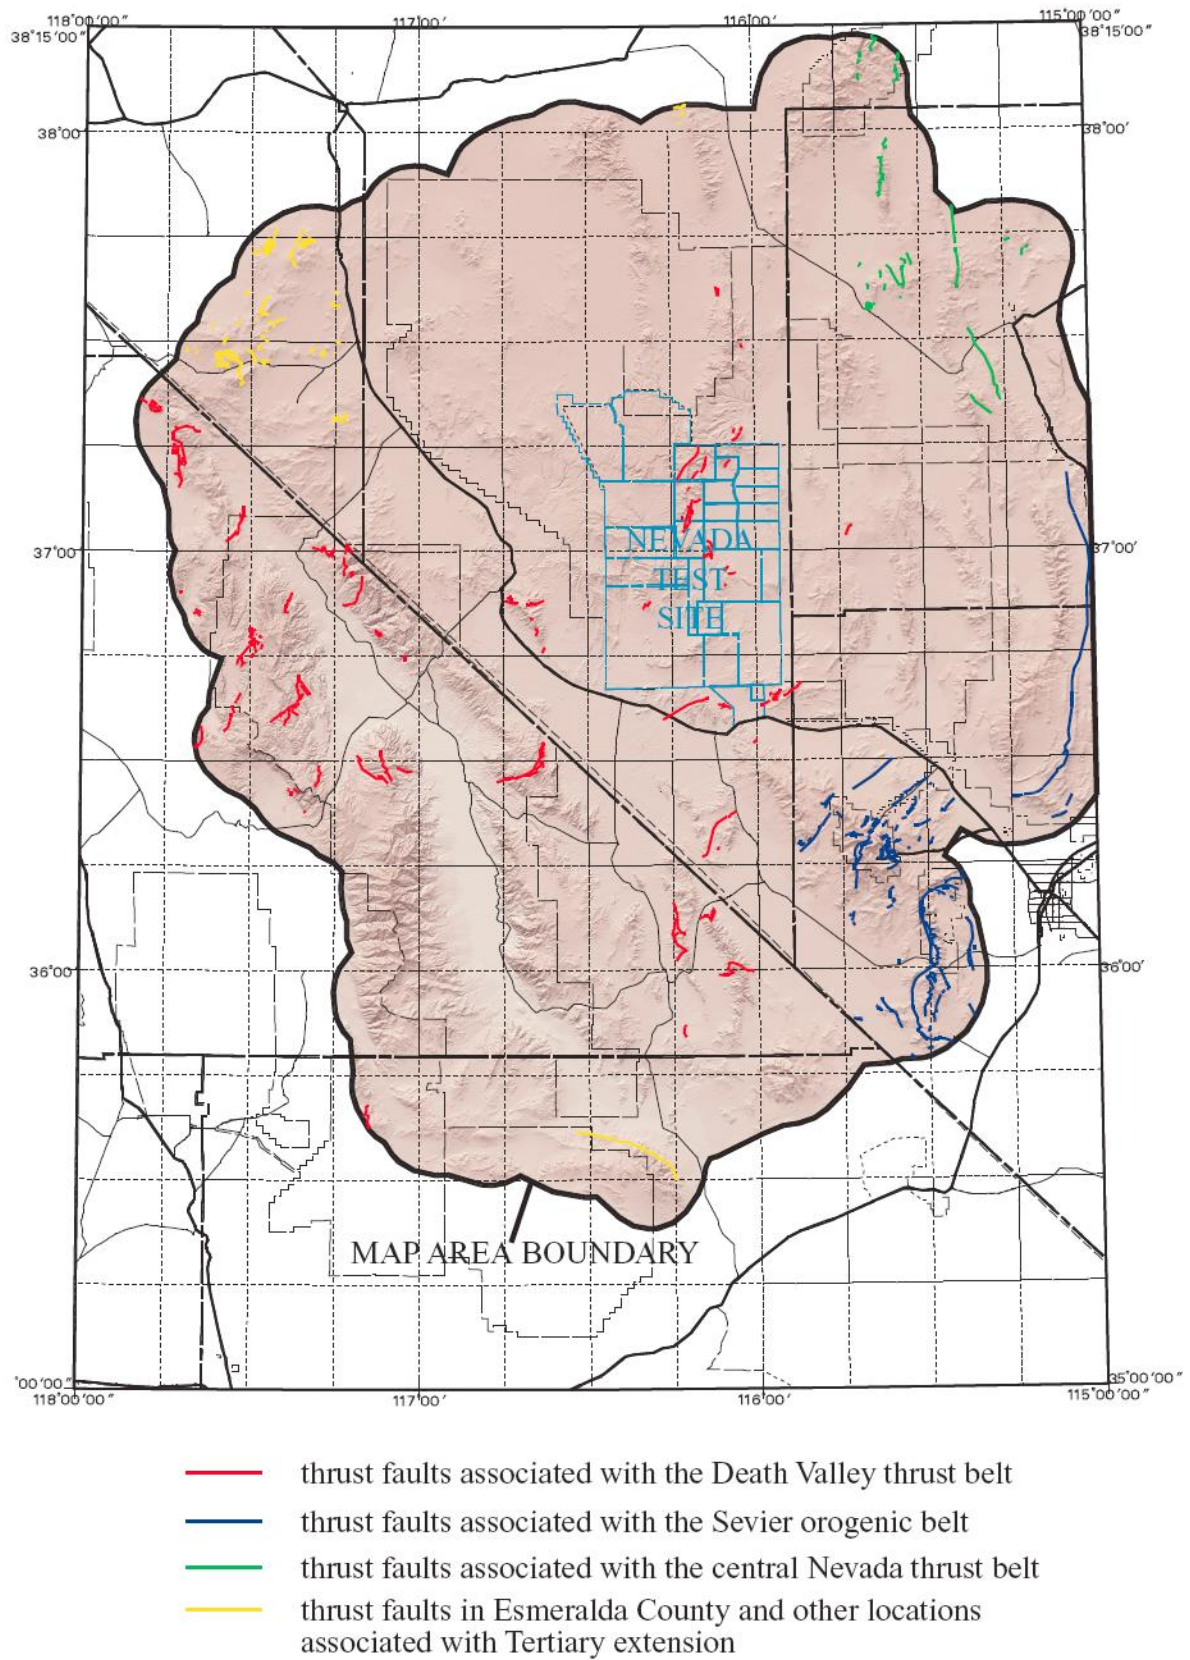 118°00'00" 117°00' 116°00' 115°00'00"
38°15'00" 38°15'00"
38°00' 38°00'
37°00' 37°00'
NEVADA
TEST
SITE
36°00' 36°00'
MAP AREA BOUNDARY
°00'00" 35°00'00"
118°00'00" 117°00' 116°00' 115°00'00"
thrust faults associated with the Death Valley thrust belt
thrust faults associated with the Sevier orogenic belt
thrust faults associated with the central Nevada thrust belt
thrust faults in Esmeralda County and other locations
associated with Tertiary extension